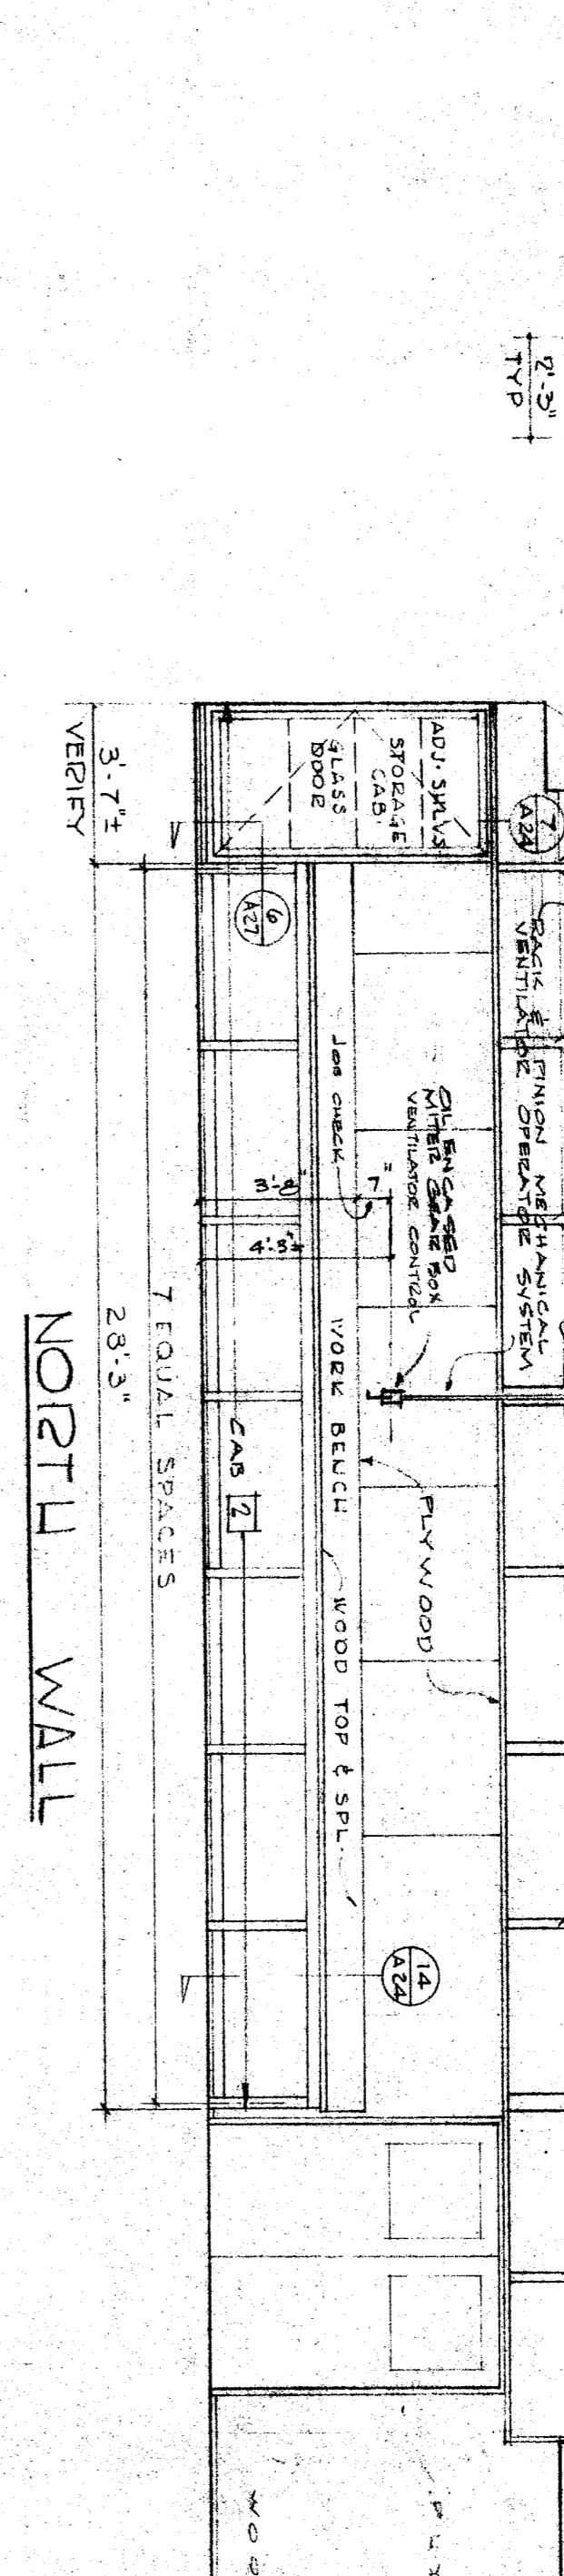 2'-3"
TYP
7
A24
RACK & PINION MECHANICAL
VENTILATOR OPERATOR SYSTEM
ADJ. SHLVS
STORAGE
CAB.
GLASS
DOOR
OIL ENCASED
MITER GEAR BOX
VENTILATOR CONTROL
PLYWOOD
14
A24
7"
JOB CHECK
3'-8"
4'-3"±
WORK BENCH
WOOD TOP & SPL.
6
A27
CAB 2
3'-7"±
VERIFY
7 EQUAL SPACES
28'-3"
NORTH WALL